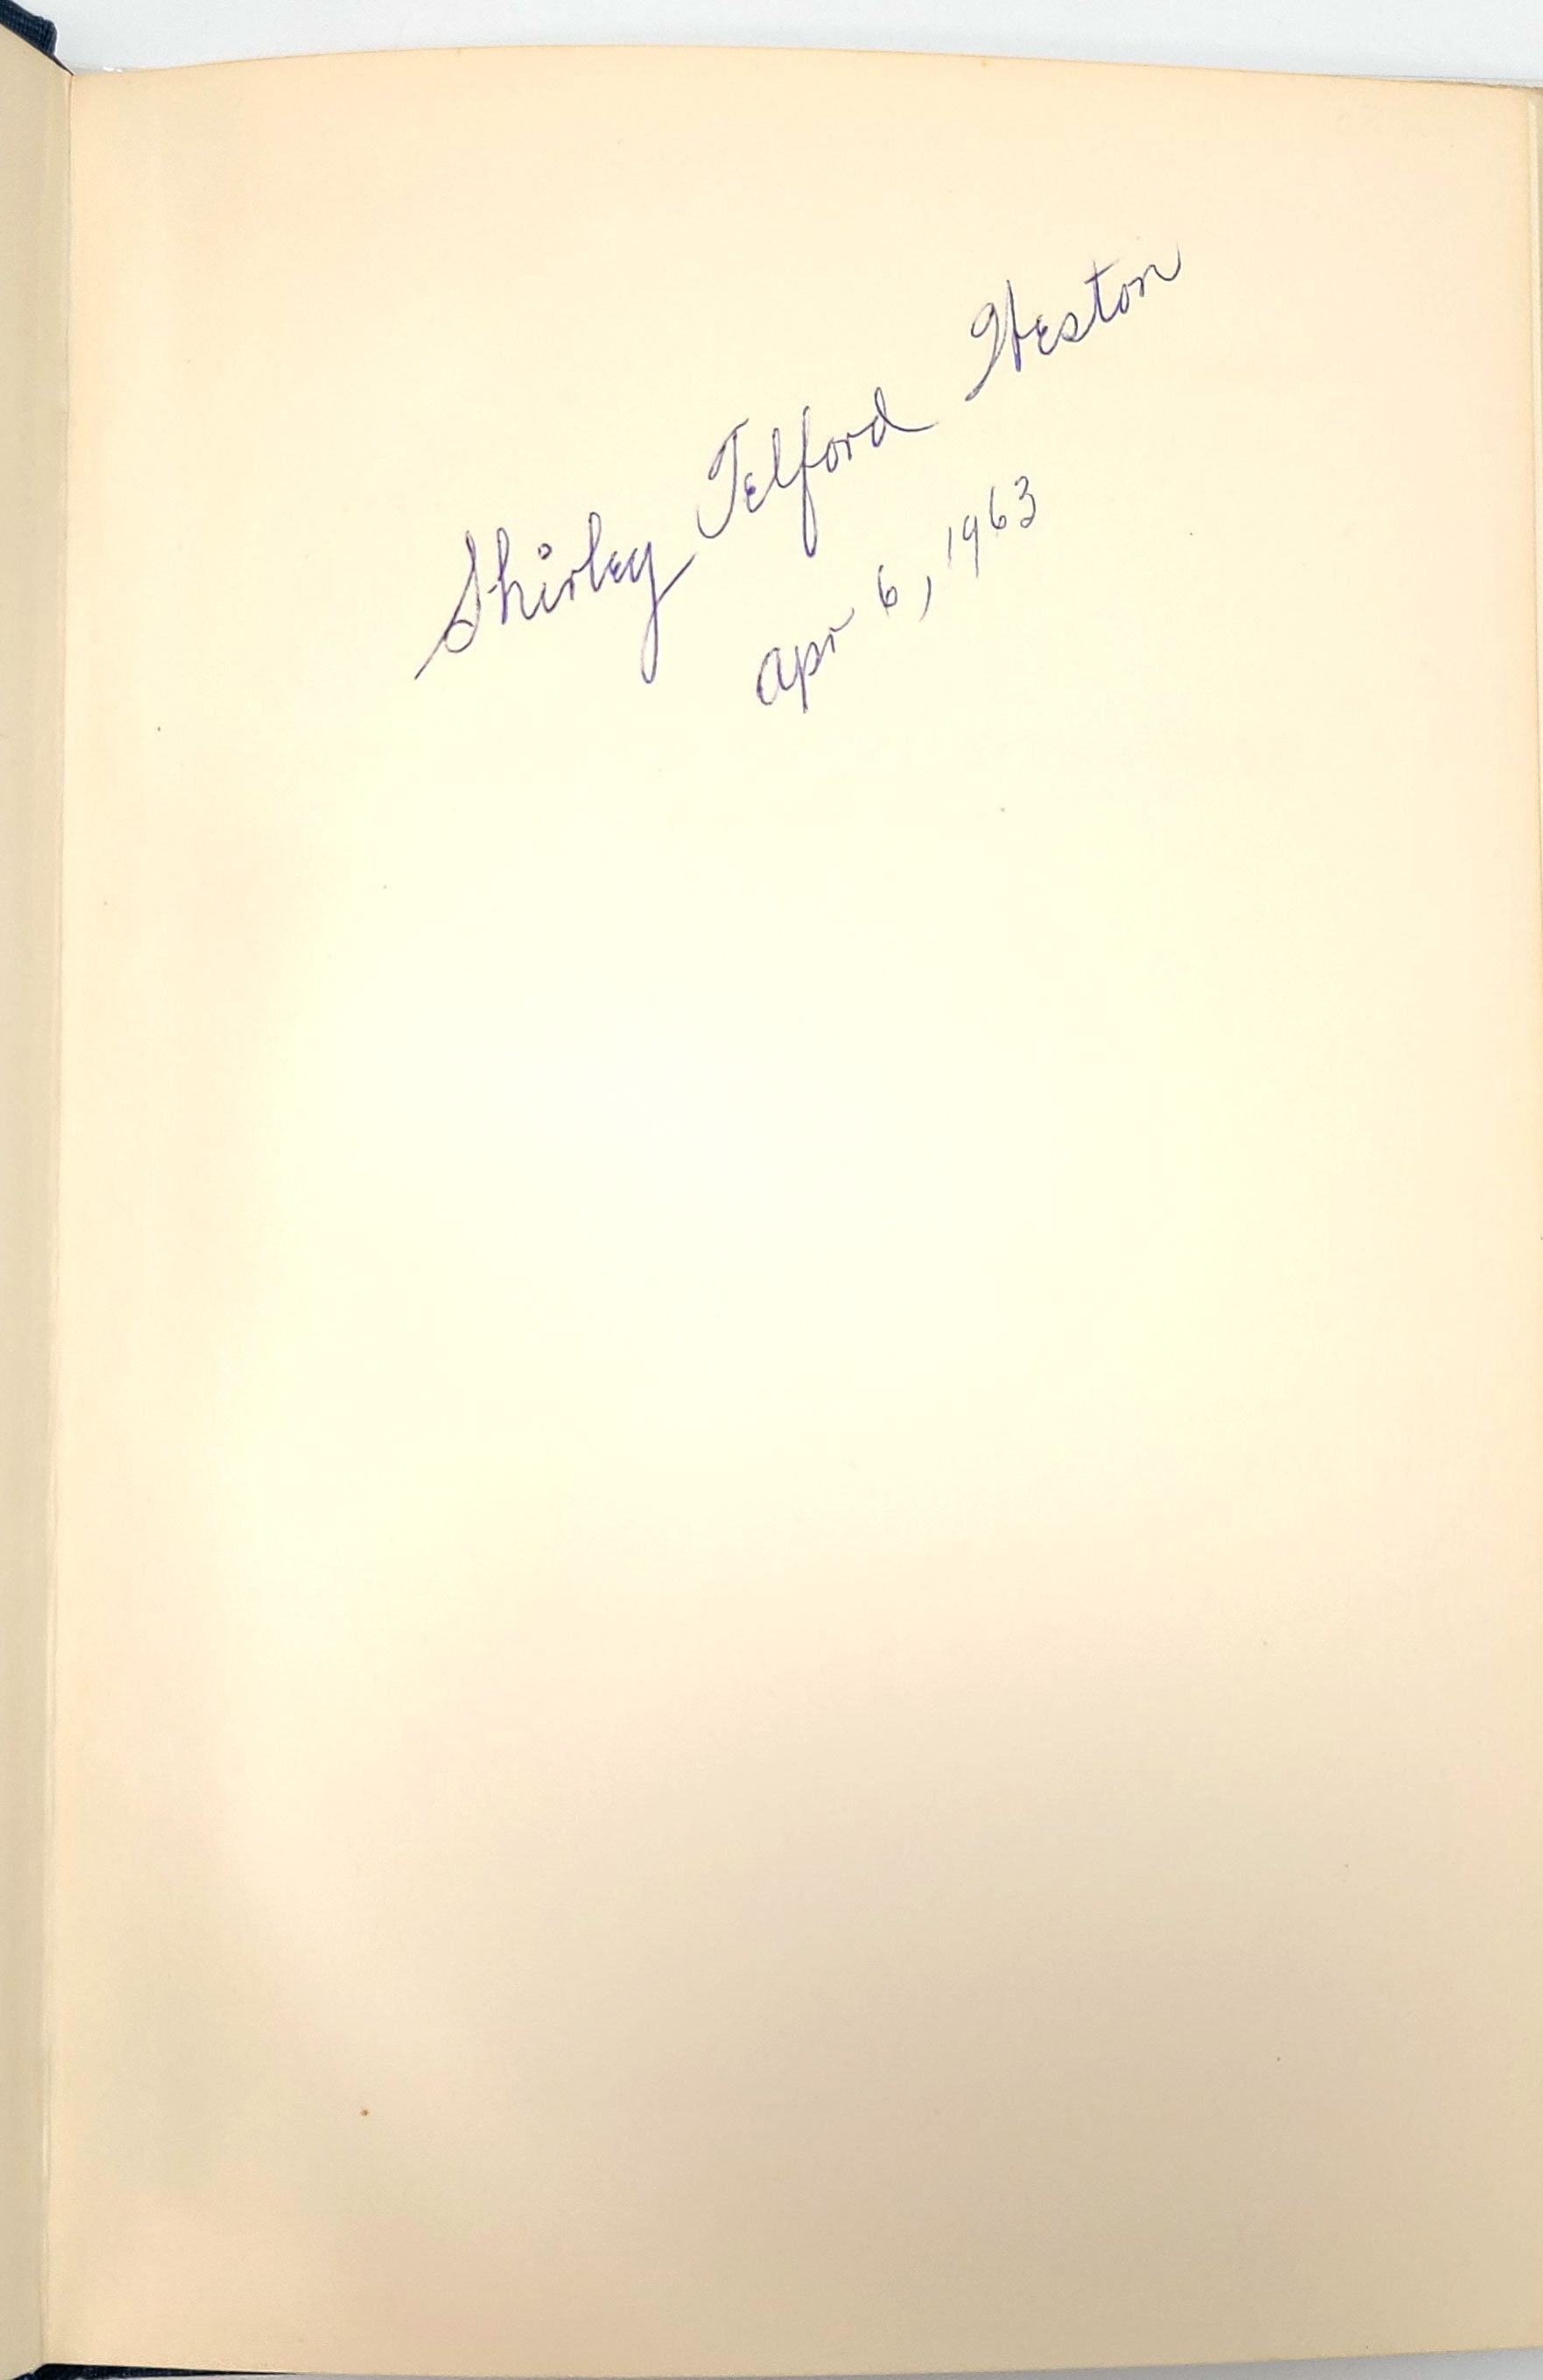 Shirley Telford Heston
Apr 6, 1963